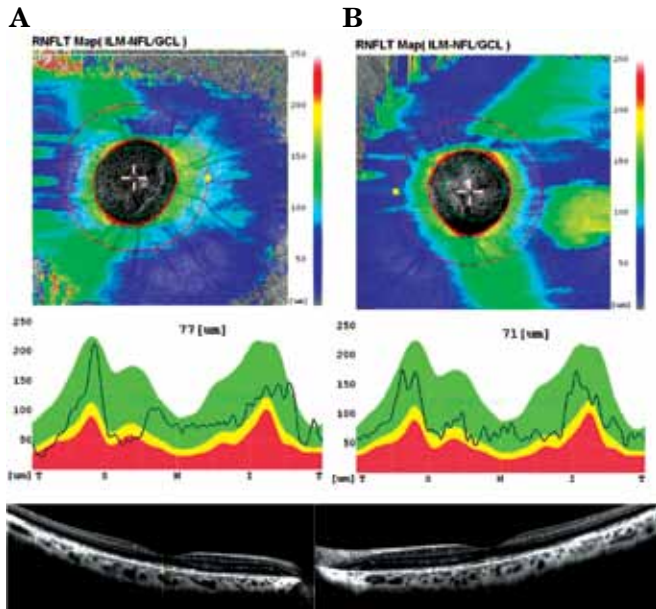 A B
RNFLT Map( ILM-NFL/GCL ) RNFLT Map( ILM-NFL/GCL )
250 250
200 200
150 150
100 100
50 50
[um] [um]
77 [um] 71 [um]
250 250
200 200
150 150
100 100
50 50
[um] T S N I T [um] T S N I T